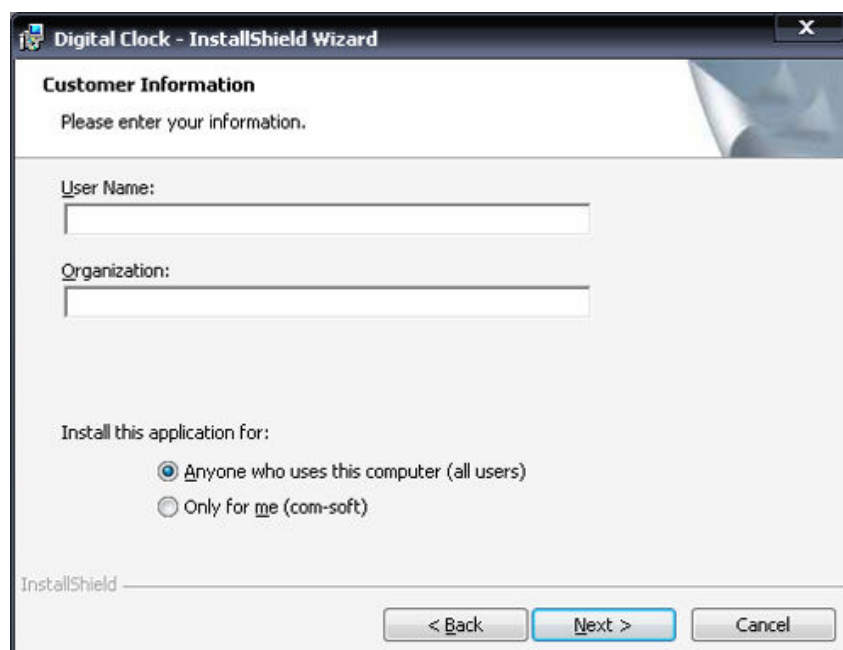 Digital Clock - InstallShield Wizard
X
Customer Information
Please enter your information.
User Name:
Organization:
Install this application for:
Anyone who uses this computer (all users)
Only for me (com-soft)
InstallShield
< Back Next > Cancel